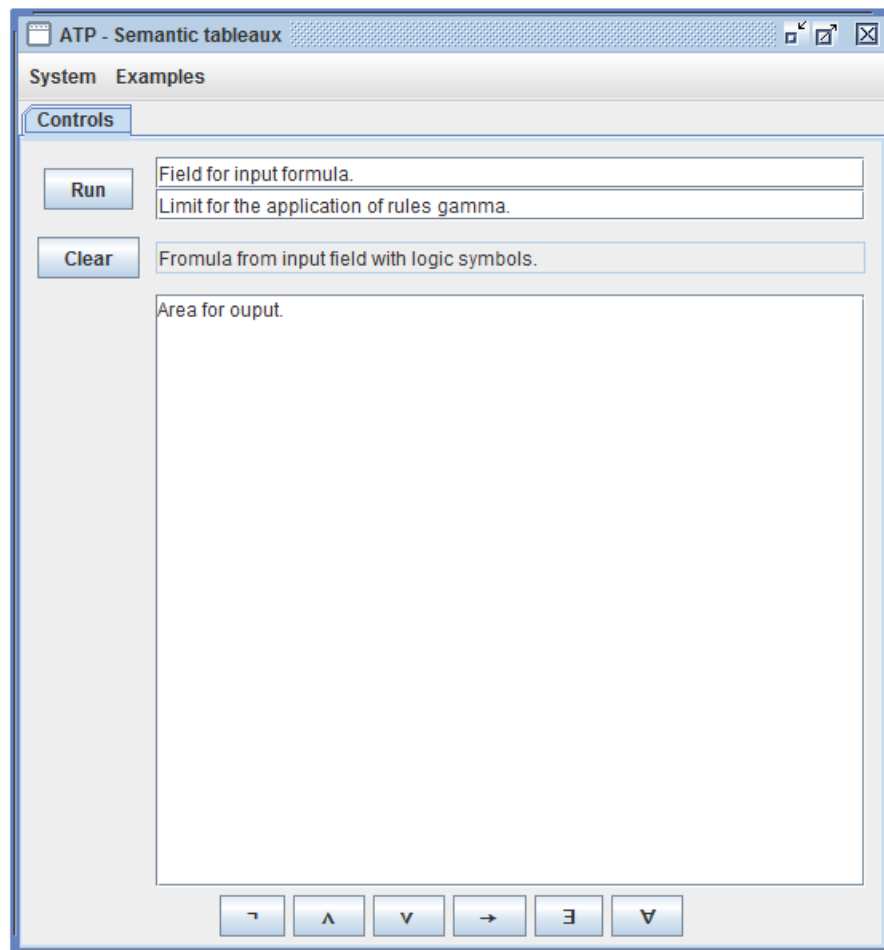 ATP - Semantic tableaux
System Examples
Controls
Run
Field for input formula.
Limit for the application of rules gamma.
Clear
Fromula from input field with logic symbols.
Area for ouput.
¬ ∧ ∨ → ∃ ∀